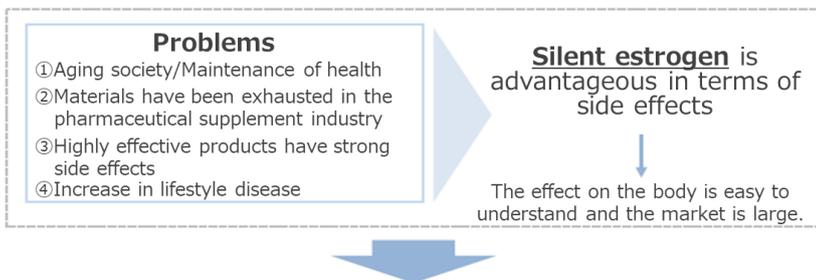 Problems
①Aging society/Maintenance of health
②Materials have been exhausted in the
pharmaceutical supplement industry
③Highly effective products have strong
side effects
④Increase in lifestyle disease
Silent estrogen is
advantageous in terms of
side effects
The effect on the body is easy to
understand and the market is large.